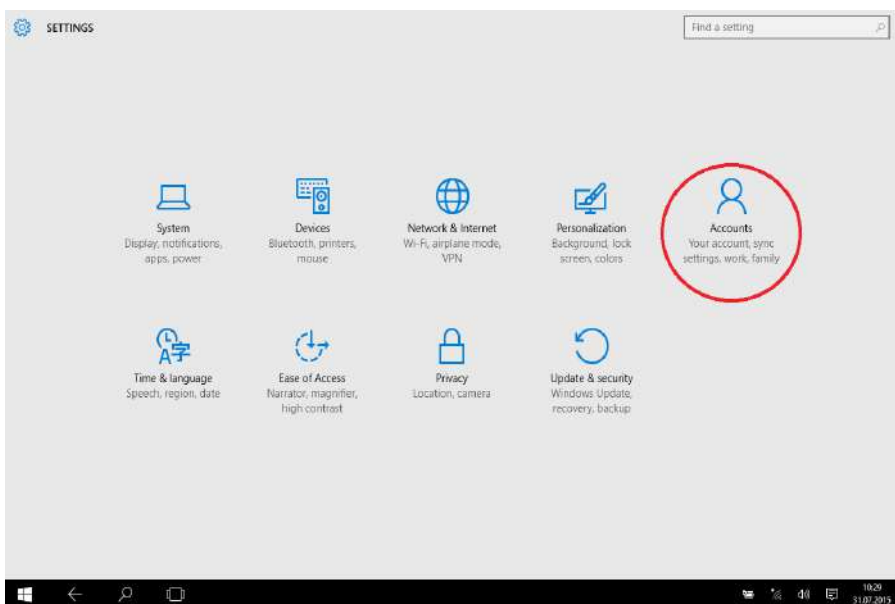 SETTINGS
Find a setting
System
Display, notifications,
apps, power
Devices
Bluetooth, printers,
mouse
Network & Internet
Wi-Fi, airplane mode,
VPN
Personalization
Background, lock
screen, colors
Accounts
Your account, sync
settings, work, family
A字
Time & language
Speech, region, date
Ease of Access
Narrator, magnifier,
high contrast
Privacy
Location, camera
Update & security
Windows Update,
recovery, backup
10:29
31.07.2015